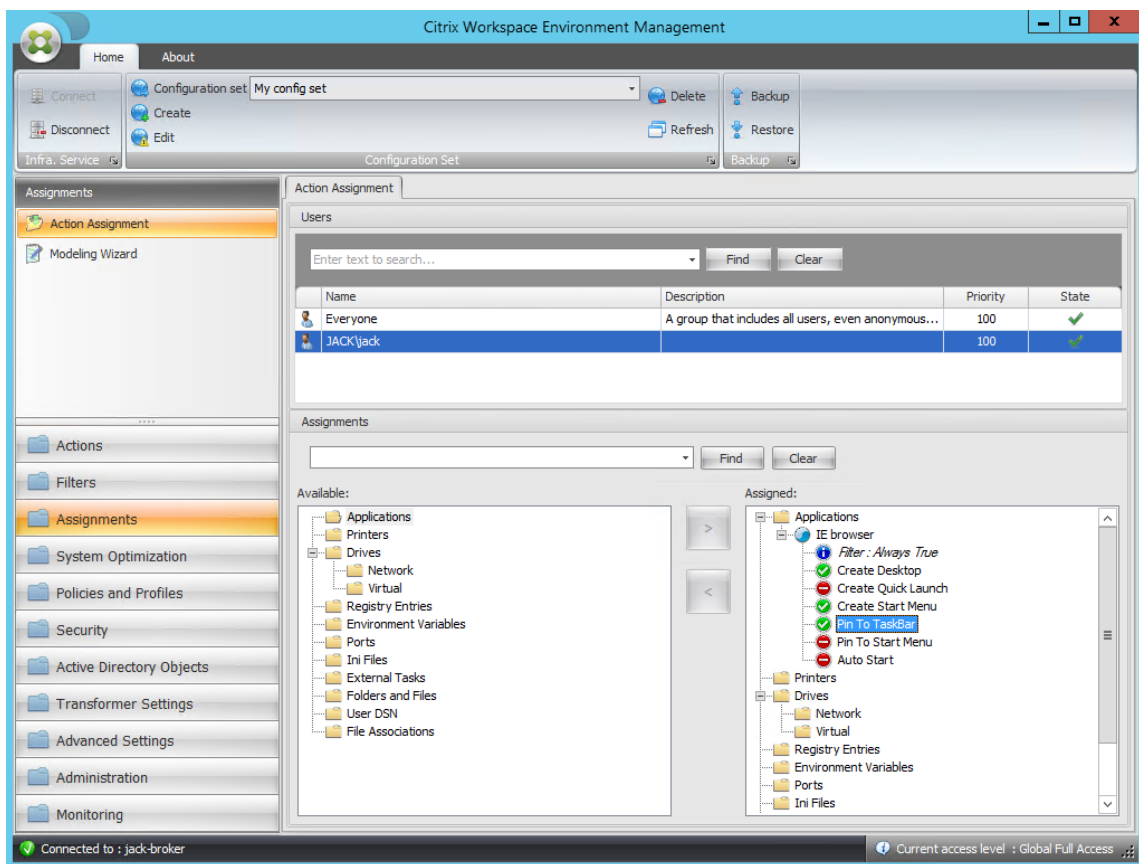 Citrix Workspace Environment Management
Home About
Connect
Disconnect
Infra. Service
Configuration set My config set
Create
Edit
Delete
Refresh
Configuration Set
Backup
Restore
Backup
Assignments
Action Assignment
Modeling Wizard
Actions
Filters
Assignments
System Optimization
Policies and Profiles
Security
Active Directory Objects
Transformer Settings
Advanced Settings
Administration
Monitoring
Action Assignment
Users
Enter text to search... Find Clear
Name Description Priority State
Everyone A group that includes all users, even anonymous... 100
JACK\jack 100
Assignments
Find Clear
Available:
Applications
Printers
Drives
Network
Virtual
Registry Entries
Environment Variables
Ports
Ini Files
External Tasks
Folders and Files
User DSN
File Associations
>
<
Assigned:
Applications
IE browser
Filter : Always True
Create Desktop
Create Quick Launch
Create Start Menu
Pin To TaskBar
Pin To Start Menu
Auto Start
Printers
Drives
Network
Virtual
Registry Entries
Environment Variables
Ports
Ini Files
Connected to : jack-broker
Current access level : Global Full Access